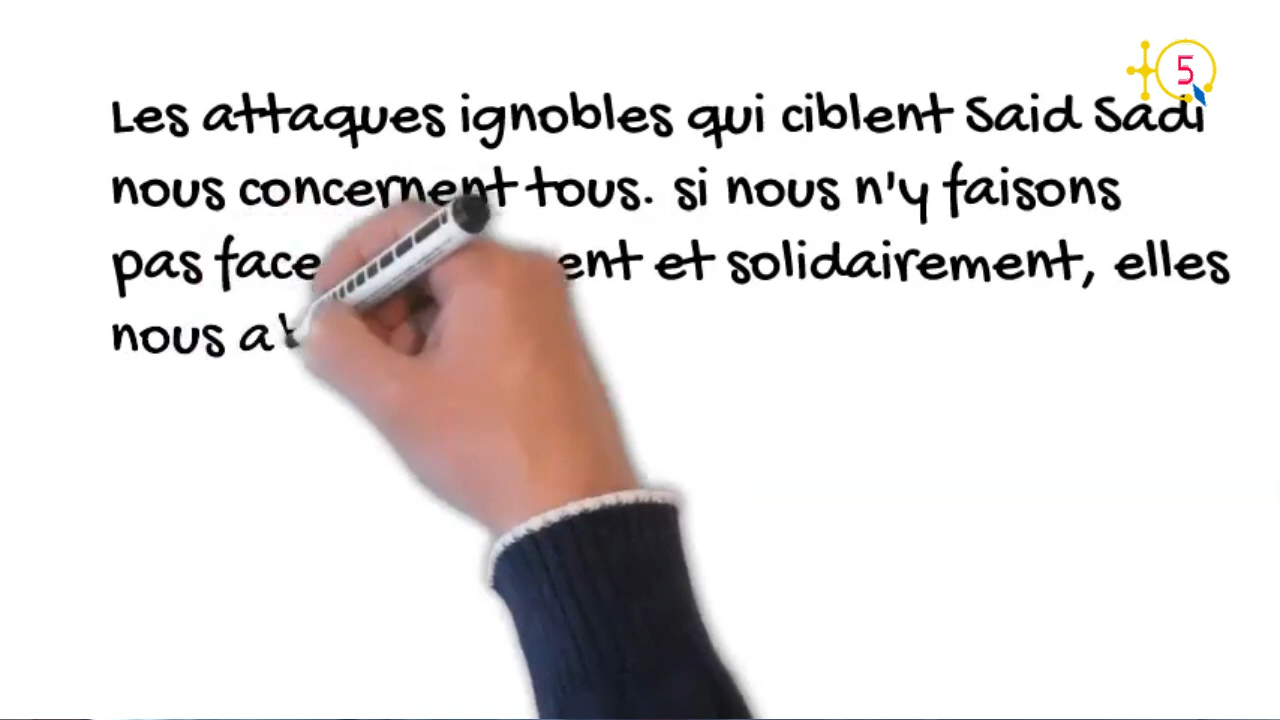 5
Les attaques ignobles qui ciblent Said Sadi
nous concernent tous. si nous n'y faisons
pas face et solidairement, elles
nous